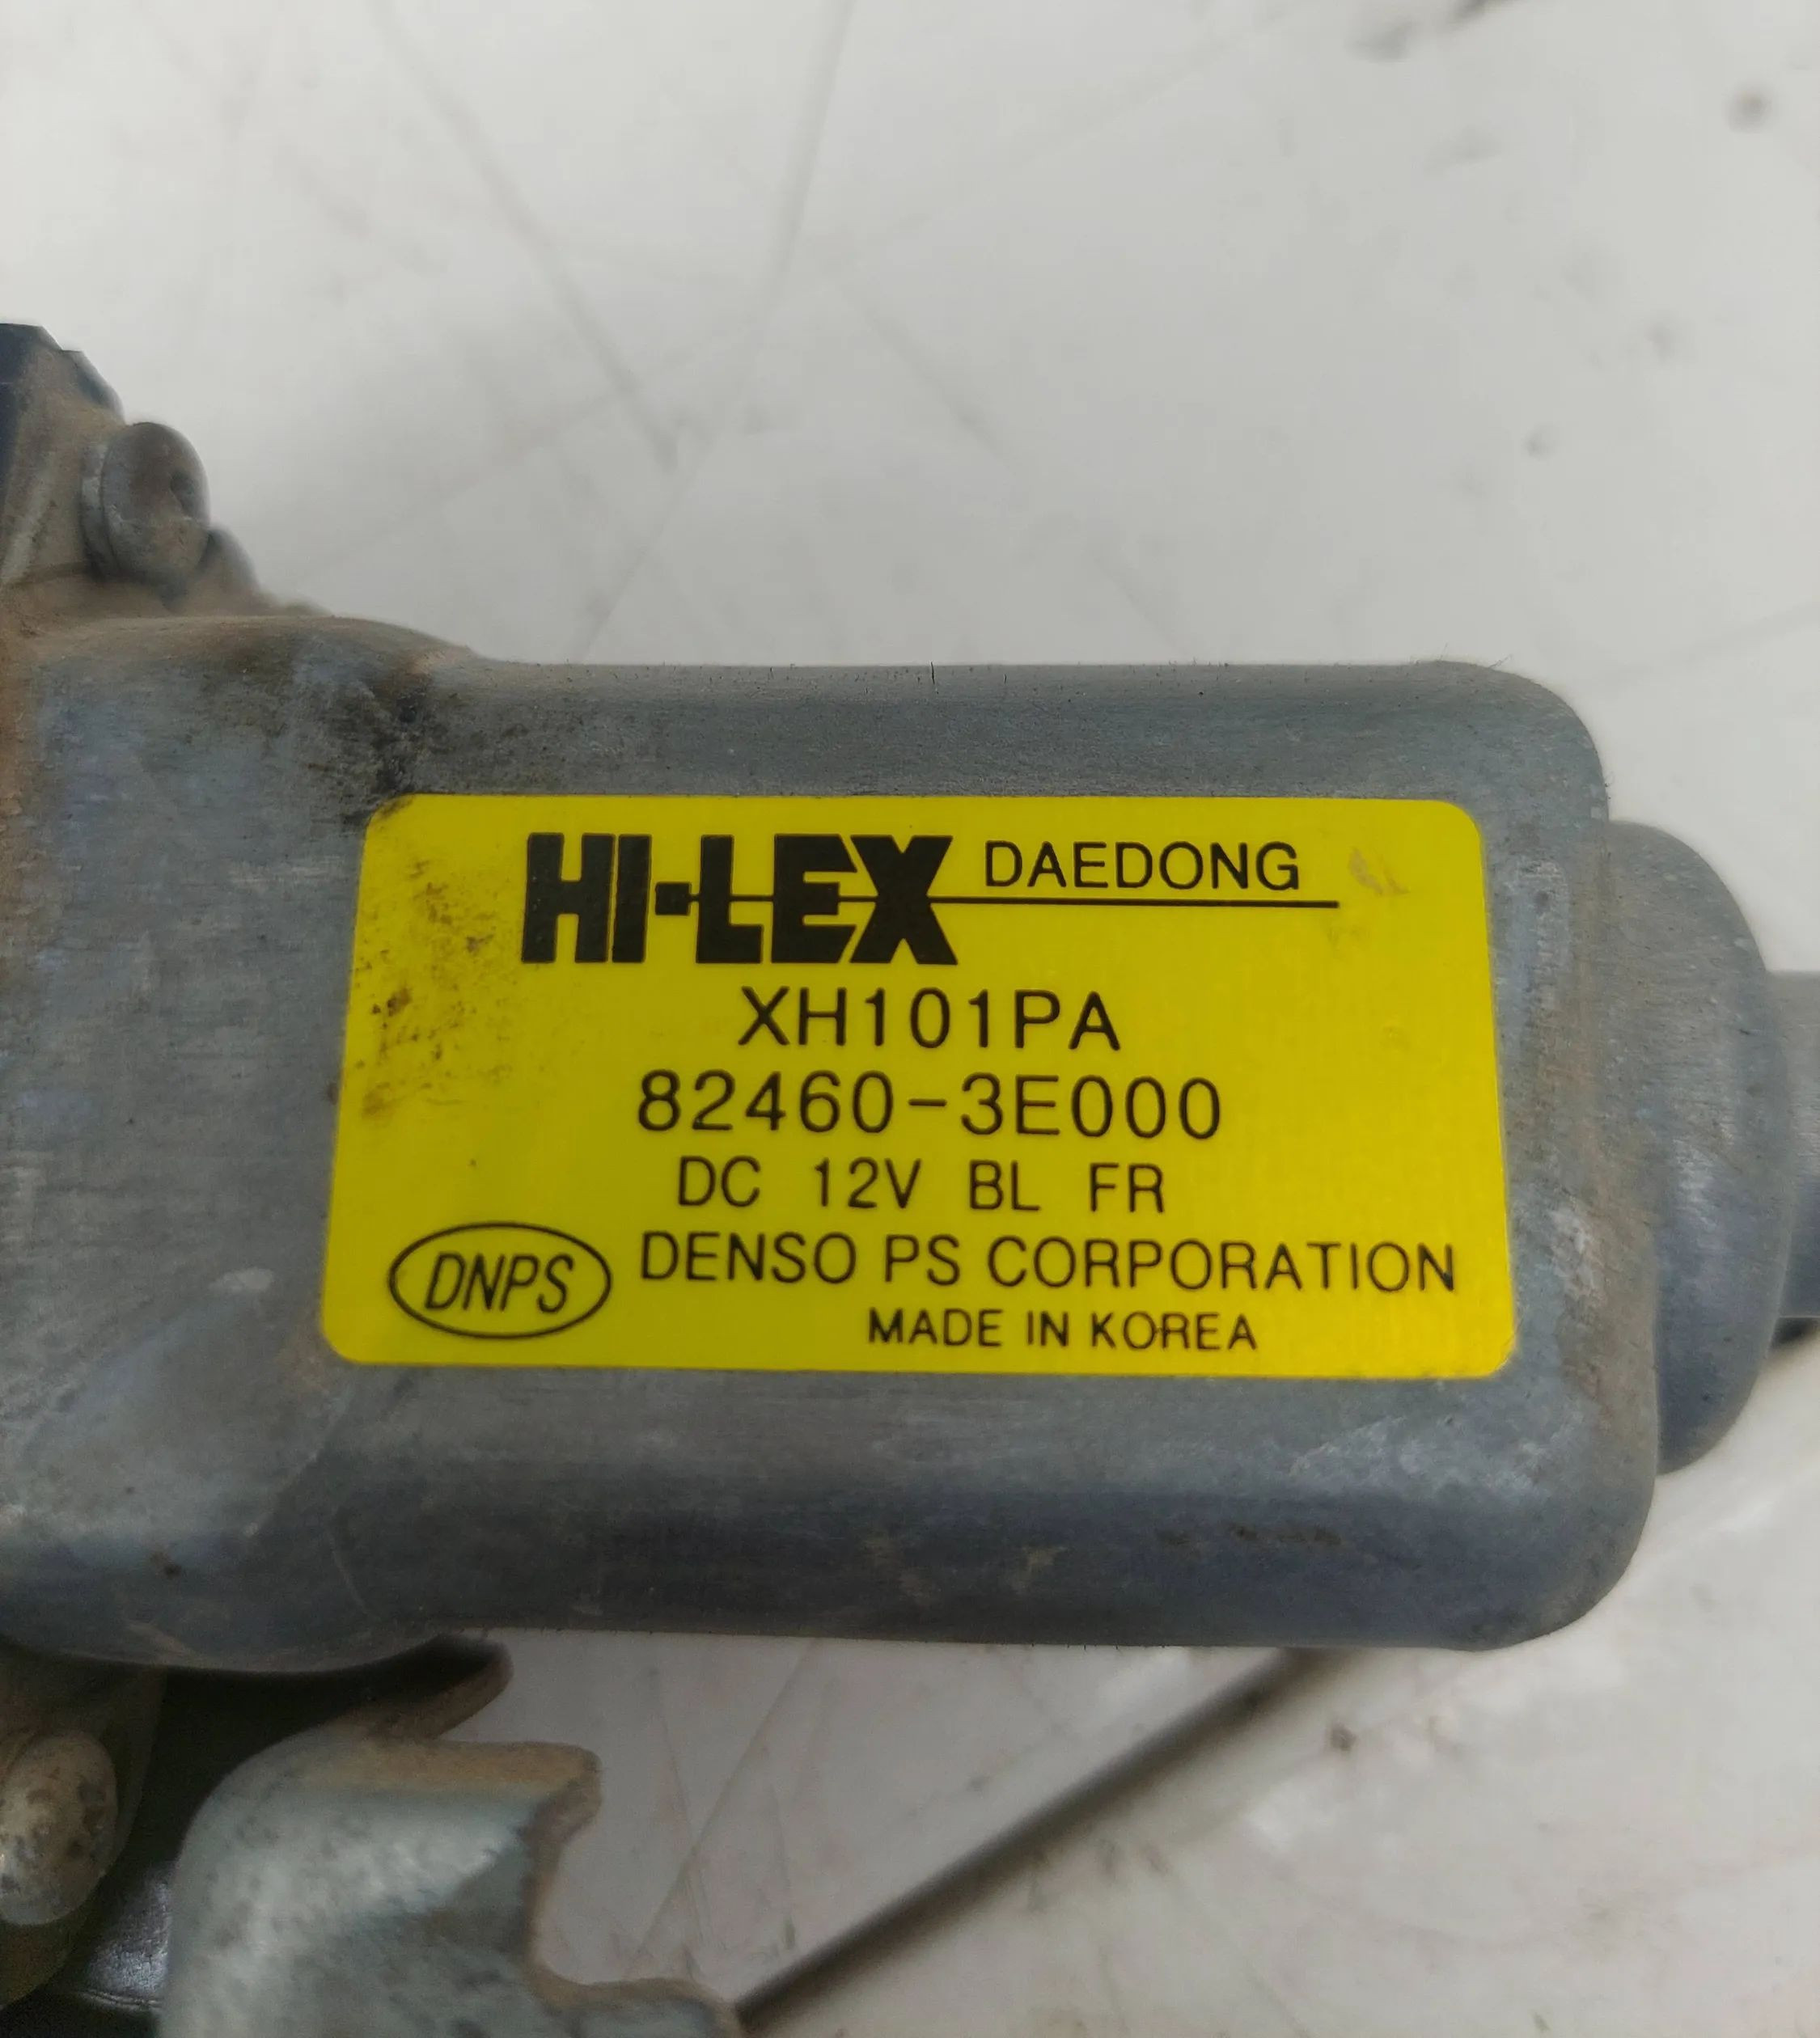 HI-LEX DAEDONG
XH101PA
82460-3E000
DC 12V BL FR
DNPS DENSO PS CORPORATION
MADE IN KOREA